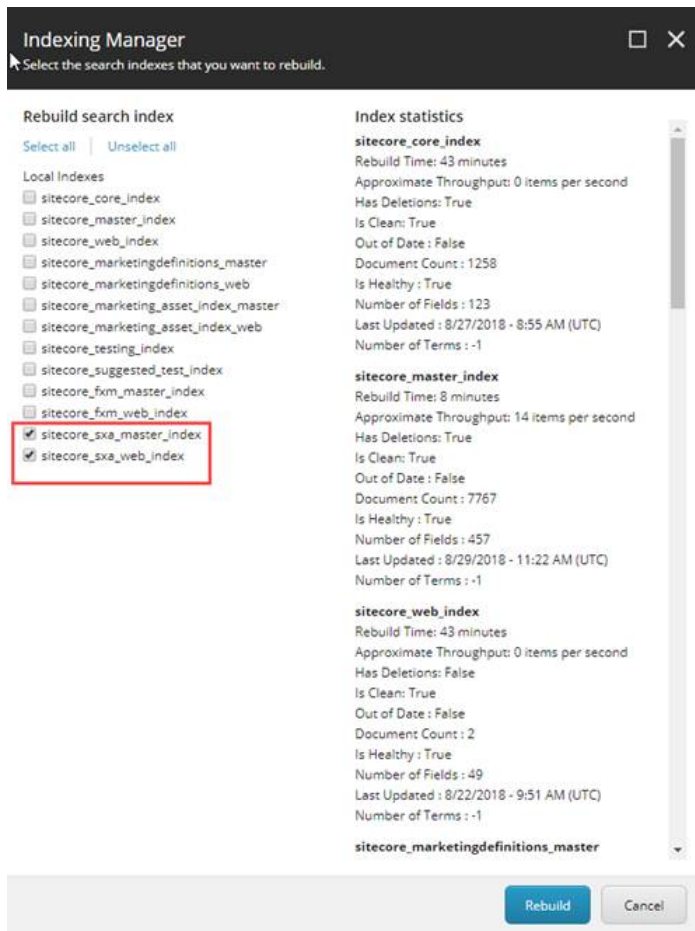 Indexing Manager
Select the search indexes that you want to rebuild.
Rebuild search index
Select all | Unselect all
Local Indexes
sitecore_core_index
sitecore_master_index
sitecore_web_index
sitecore_marketingdefinitions_master
sitecore_marketingdefinitions_web
sitecore_marketing_asset_index_master
sitecore_marketing_asset_index_web
sitecore_testing_index
sitecore_suggested_test_index
sitecore_fxm_master_index
sitecore_fxm_web_index
sitecore_sxa_master_index
sitecore_sxa_web_index
Index statistics
sitecore_core_index
Rebuild Time: 43 minutes
Approximate Throughput: 0 items per second
Has Deletions: True
Is Clean: True
Out of Date : False
Document Count : 1258
Is Healthy : True
Number of Fields : 123
Last Updated : 8/27/2018 - 8:55 AM (UTC)
Number of Terms : -1
sitecore_master_index
Rebuild Time: 8 minutes
Approximate Throughput: 14 items per second
Has Deletions: True
Is Clean: True
Out of Date : False
Document Count : 7767
Is Healthy : True
Number of Fields : 457
Last Updated : 8/29/2018 - 11:22 AM (UTC)
Number of Terms : -1
sitecore_web_index
Rebuild Time: 43 minutes
Approximate Throughput: 0 items per second
Has Deletions: False
Is Clean: True
Out of Date : False
Document Count : 2
Is Healthy : True
Number of Fields : 49
Last Updated : 8/22/2018 - 9:51 AM (UTC)
Number of Terms : -1
sitecore_marketingdefinitions_master
Rebuild
Cancel